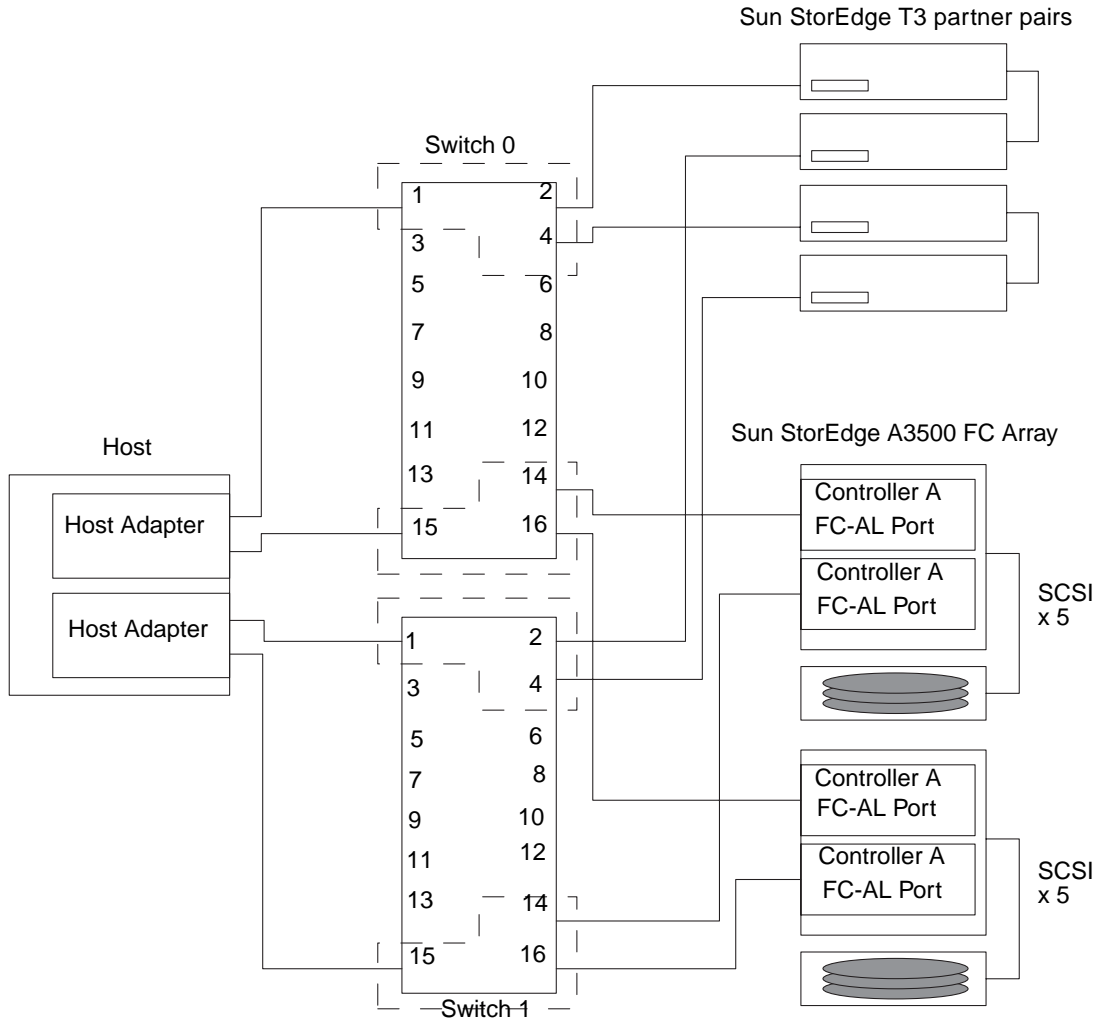 Sun StorEdge T3 partner pairs
Switch 0
1 2
3 4
5 6
7 8
9 10
11 12
13 14
15 16
Host
Host Adapter
Host Adapter
Sun StorEdge A3500 FC Array
Controller A
FC-AL Port
Controller A
FC-AL Port
SCSI
x 5
1 2
3 4
5 6
7 8
9 10
11 12
13 14
15 16
Switch 1
Controller A
FC-AL Port
Controller A
FC-AL Port
SCSI
x 5